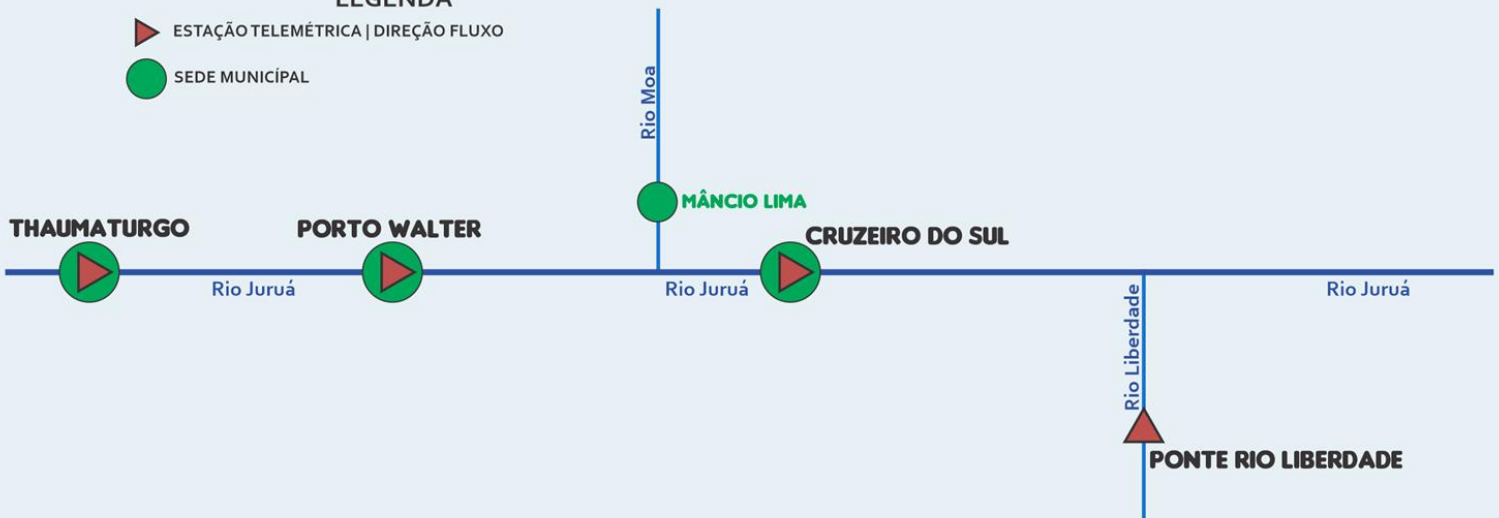 LEGENDA
ESTAÇÃO TELEMÉTRICA | DIREÇÃO FLUXO
SEDE MUNICÍPAL
Rio Moa
MÂNCIO LIMA
THAUMATURGO
PORTO WALTER
CRUZEIRO DO SUL
Rio Juruá
Rio Juruá
Rio Juruá
Rio Liberdade
PONTE RIO LIBERDADE